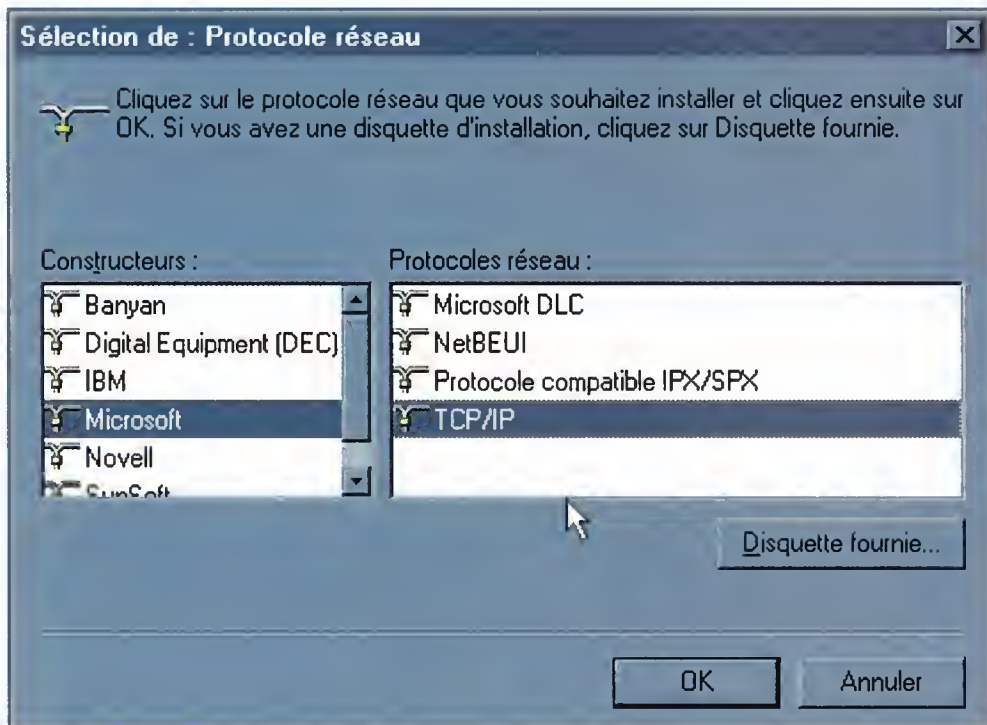 Sélection de : Protocole réseau
Cliquez sur le protocole réseau que vous souhaitez installer et cliquez ensuite sur
OK. Si vous avez une disquette d'installation, cliquez sur Disquette fournie.
Constructeurs :
Banyan
Digital Equipment (DEC)
IBM
Microsoft
Novell
SunSoft
Protocoles réseau :
Microsoft DLC
NetBEUI
Protocole compatible IPX/SPX
TCP/IP
Disquette fournie...
OK
Annuler